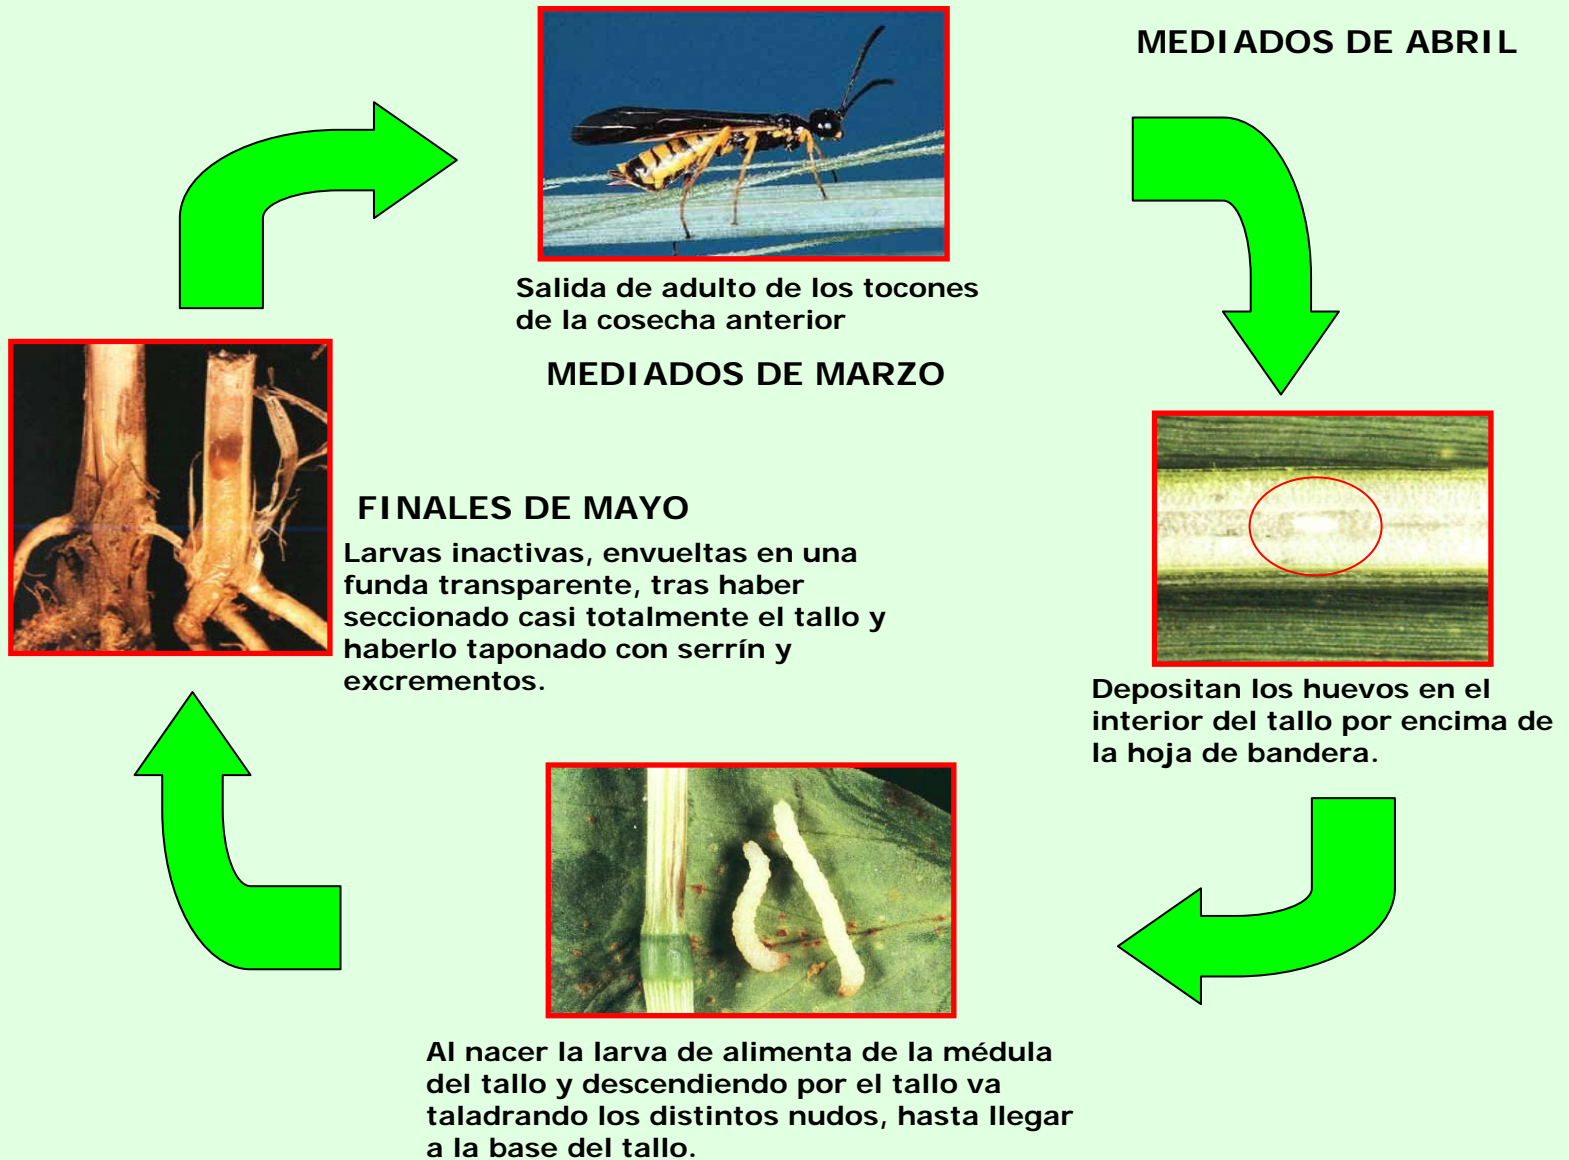 MEDIADOS DE ABRIL
Salida de adulto de los tocones
de la cosecha anterior
MEDIADOS DE MARZO
FINALES DE MAYO
Larvas inactivas, envueltas en una
funda transparente, tras haber
seccionado casi totalmente el tallo y
haberlo taponado con serrín y
excrementos.
Depositan los huevos en el
interior del tallo por encima de
la hoja de bandera.
Al nacer la larva de alimenta de la médula
del tallo y descendiendo por el tallo va
taladrando los distintos nudos, hasta llegar
a la base del tallo.